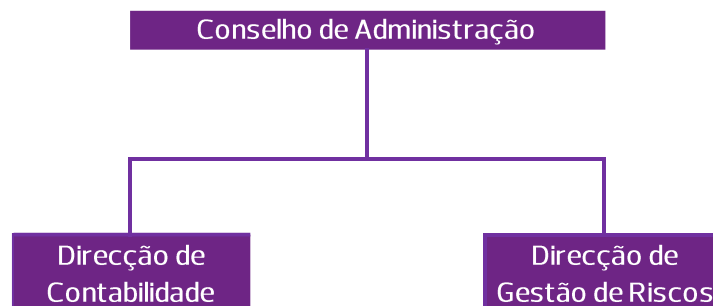 Conselho de Administração
Direcção de
Contabilidade
Direcção de
Gestão de Riscos